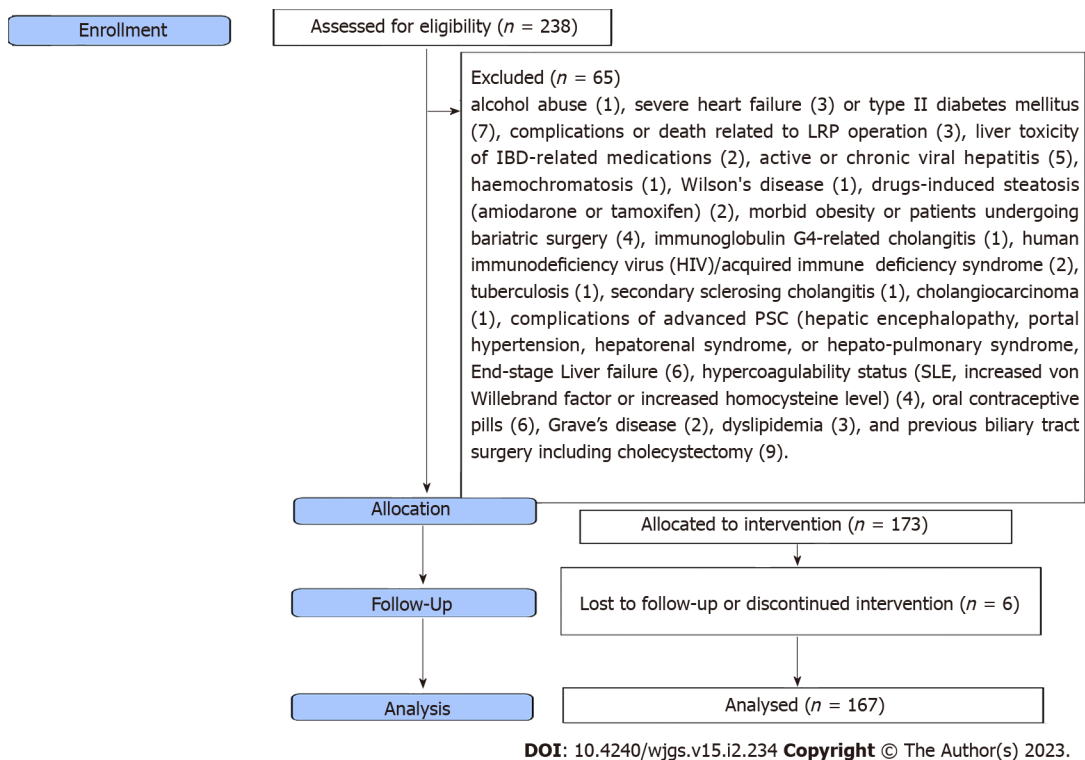 Enrollment
Assessed for eligibility (n = 238)
Excluded (n = 65)
alcohol abuse (1), severe heart failure (3) or type II diabetes mellitus
(7), complications or death related to LRP operation (3), liver toxicity
of IBD-related medications (2), active or chronic viral hepatitis (5),
haemochromatosis (1), Wilson's disease (1), drugs-induced steatosis
(amiodarone or tamoxifen) (2), morbid obesity or patients undergoing
bariatric surgery (4), immunoglobulin G4-related cholangitis (1), human
immunodeficiency virus (HIV)/acquired immune deficiency syndrome (2),
tuberculosis (1), secondary sclerosing cholangitis (1), cholangiocarcinoma
(1), complications of advanced PSC (hepatic encephalopathy, portal
hypertension, hepatorenal syndrome, or hepato-pulmonary syndrome,
End-stage Liver failure (6), hypercoagulability status (SLE, increased von
Willebrand factor or increased homocysteine level) (4), oral contraceptive
pills (6), Grave’s disease (2), dyslipidemia (3), and previous biliary tract
surgery including cholecystectomy (9).
Allocation
Allocated to intervention (n = 173)
Follow-Up
Lost to follow-up or discontinued intervention (n = 6)
Analysis
Analysed (n = 167)
DOI: 10.4240/wjgs.v15.i2.234 Copyright © The Author(s) 2023.